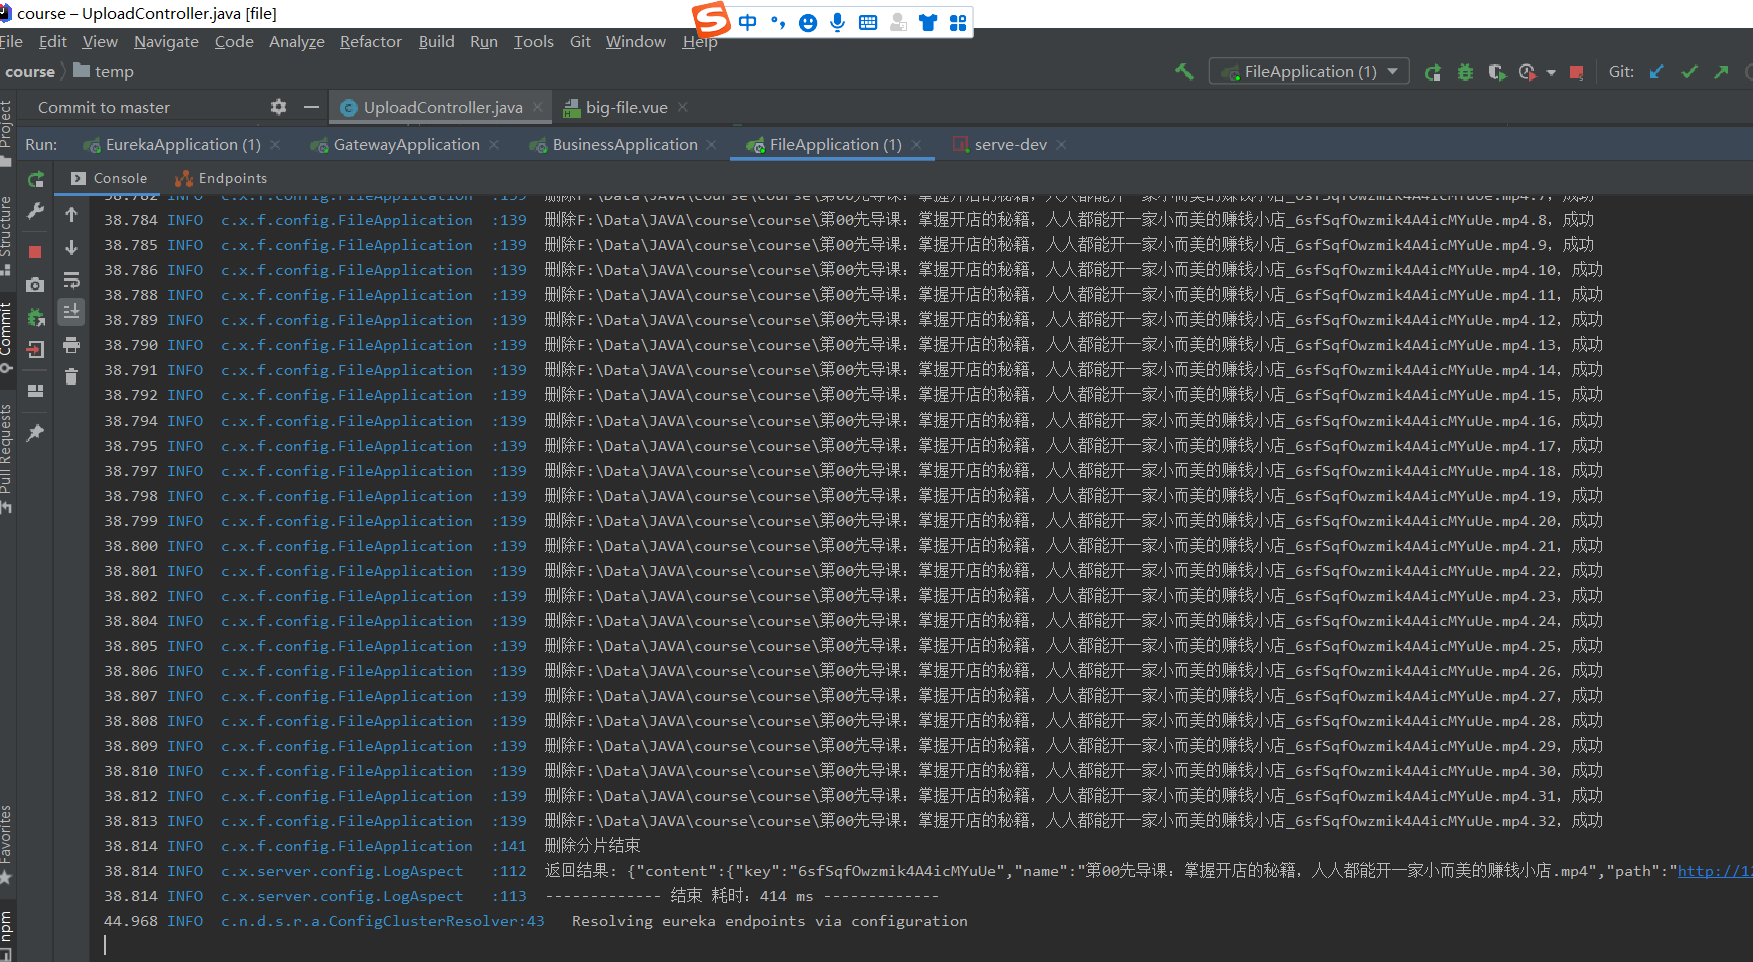 course – UploadController.java [file]
中
File Edit View Navigate Code Analyze Refactor Build Run Tools Git Window Help
course temp
FileApplication (1)
Git:
Commit to master
UploadController.java
big-file.vue
Run: EurekaApplication (1) GatewayApplication BusinessApplication FileApplication (1) serve-dev
Console Endpoints
Project
Structure
Commit
Pull Requests
Favorites
npm
38.782 INFO c.x.f.config.FileApplication :139 删除F:\Data\JAVA\course\course\第00先导课：掌握开店的秘籍，人人都能开一家小而美的赚钱小店_6sfSqfOwzmik4A4icMYuUe.mp4.7，成功
38.784 INFO c.x.f.config.FileApplication :139 删除F:\Data\JAVA\course\course\第00先导课：掌握开店的秘籍，人人都能开一家小而美的赚钱小店_6sfSqfOwzmik4A4icMYuUe.mp4.8，成功
38.785 INFO c.x.f.config.FileApplication :139 删除F:\Data\JAVA\course\course\第00先导课：掌握开店的秘籍，人人都能开一家小而美的赚钱小店_6sfSqfOwzmik4A4icMYuUe.mp4.9，成功
38.786 INFO c.x.f.config.FileApplication :139 删除F:\Data\JAVA\course\course\第00先导课：掌握开店的秘籍，人人都能开一家小而美的赚钱小店_6sfSqfOwzmik4A4icMYuUe.mp4.10，成功
38.788 INFO c.x.f.config.FileApplication :139 删除F:\Data\JAVA\course\course\第00先导课：掌握开店的秘籍，人人都能开一家小而美的赚钱小店_6sfSqfOwzmik4A4icMYuUe.mp4.11，成功
38.789 INFO c.x.f.config.FileApplication :139 删除F:\Data\JAVA\course\course\第00先导课：掌握开店的秘籍，人人都能开一家小而美的赚钱小店_6sfSqfOwzmik4A4icMYuUe.mp4.12，成功
38.790 INFO c.x.f.config.FileApplication :139 删除F:\Data\JAVA\course\course\第00先导课：掌握开店的秘籍，人人都能开一家小而美的赚钱小店_6sfSqfOwzmik4A4icMYuUe.mp4.13，成功
38.791 INFO c.x.f.config.FileApplication :139 删除F:\Data\JAVA\course\course\第00先导课：掌握开店的秘籍，人人都能开一家小而美的赚钱小店_6sfSqfOwzmik4A4icMYuUe.mp4.14，成功
38.792 INFO c.x.f.config.FileApplication :139 删除F:\Data\JAVA\course\course\第00先导课：掌握开店的秘籍，人人都能开一家小而美的赚钱小店_6sfSqfOwzmik4A4icMYuUe.mp4.15，成功
38.794 INFO c.x.f.config.FileApplication :139 删除F:\Data\JAVA\course\course\第00先导课：掌握开店的秘籍，人人都能开一家小而美的赚钱小店_6sfSqfOwzmik4A4icMYuUe.mp4.16，成功
38.795 INFO c.x.f.config.FileApplication :139 删除F:\Data\JAVA\course\course\第00先导课：掌握开店的秘籍，人人都能开一家小而美的赚钱小店_6sfSqfOwzmik4A4icMYuUe.mp4.17，成功
38.797 INFO c.x.f.config.FileApplication :139 删除F:\Data\JAVA\course\course\第00先导课：掌握开店的秘籍，人人都能开一家小而美的赚钱小店_6sfSqfOwzmik4A4icMYuUe.mp4.18，成功
38.798 INFO c.x.f.config.FileApplication :139 删除F:\Data\JAVA\course\course\第00先导课：掌握开店的秘籍，人人都能开一家小而美的赚钱小店_6sfSqfOwzmik4A4icMYuUe.mp4.19，成功
38.799 INFO c.x.f.config.FileApplication :139 删除F:\Data\JAVA\course\course\第00先导课：掌握开店的秘籍，人人都能开一家小而美的赚钱小店_6sfSqfOwzmik4A4icMYuUe.mp4.20，成功
38.800 INFO c.x.f.config.FileApplication :139 删除F:\Data\JAVA\course\course\第00先导课：掌握开店的秘籍，人人都能开一家小而美的赚钱小店_6sfSqfOwzmik4A4icMYuUe.mp4.21，成功
38.801 INFO c.x.f.config.FileApplication :139 删除F:\Data\JAVA\course\course\第00先导课：掌握开店的秘籍，人人都能开一家小而美的赚钱小店_6sfSqfOwzmik4A4icMYuUe.mp4.22，成功
38.802 INFO c.x.f.config.FileApplication :139 删除F:\Data\JAVA\course\course\第00先导课：掌握开店的秘籍，人人都能开一家小而美的赚钱小店_6sfSqfOwzmik4A4icMYuUe.mp4.23，成功
38.804 INFO c.x.f.config.FileApplication :139 删除F:\Data\JAVA\course\course\第00先导课：掌握开店的秘籍，人人都能开一家小而美的赚钱小店_6sfSqfOwzmik4A4icMYuUe.mp4.24，成功
38.805 INFO c.x.f.config.FileApplication :139 删除F:\Data\JAVA\course\course\第00先导课：掌握开店的秘籍，人人都能开一家小而美的赚钱小店_6sfSqfOwzmik4A4icMYuUe.mp4.25，成功
38.806 INFO c.x.f.config.FileApplication :139 删除F:\Data\JAVA\course\course\第00先导课：掌握开店的秘籍，人人都能开一家小而美的赚钱小店_6sfSqfOwzmik4A4icMYuUe.mp4.26，成功
38.807 INFO c.x.f.config.FileApplication :139 删除F:\Data\JAVA\course\course\第00先导课：掌握开店的秘籍，人人都能开一家小而美的赚钱小店_6sfSqfOwzmik4A4icMYuUe.mp4.27，成功
38.808 INFO c.x.f.config.FileApplication :139 删除F:\Data\JAVA\course\course\第00先导课：掌握开店的秘籍，人人都能开一家小而美的赚钱小店_6sfSqfOwzmik4A4icMYuUe.mp4.28，成功
38.809 INFO c.x.f.config.FileApplication :139 删除F:\Data\JAVA\course\course\第00先导课：掌握开店的秘籍，人人都能开一家小而美的赚钱小店_6sfSqfOwzmik4A4icMYuUe.mp4.29，成功
38.810 INFO c.x.f.config.FileApplication :139 删除F:\Data\JAVA\course\course\第00先导课：掌握开店的秘籍，人人都能开一家小而美的赚钱小店_6sfSqfOwzmik4A4icMYuUe.mp4.30，成功
38.812 INFO c.x.f.config.FileApplication :139 删除F:\Data\JAVA\course\course\第00先导课：掌握开店的秘籍，人人都能开一家小而美的赚钱小店_6sfSqfOwzmik4A4icMYuUe.mp4.31，成功
38.813 INFO c.x.f.config.FileApplication :139 删除F:\Data\JAVA\course\course\第00先导课：掌握开店的秘籍，人人都能开一家小而美的赚钱小店_6sfSqfOwzmik4A4icMYuUe.mp4.32，成功
38.814 INFO c.x.f.config.FileApplication :141 删除分片结束
38.814 INFO c.x.server.config.LogAspect :112 返回结果: {"content":{"key":"6sfSqfOwzmik4A4icMYuUe","name":"第00先导课：掌握开店的秘籍，人人都能开一家小而美的赚钱小店.mp4","path":"http://12
38.814 INFO c.x.server.config.LogAspect :113 ------------- 结束 耗时：414 ms -------------
44.968 INFO c.n.d.s.r.a.ConfigClusterResolver:43 Resolving eureka endpoints via configuration